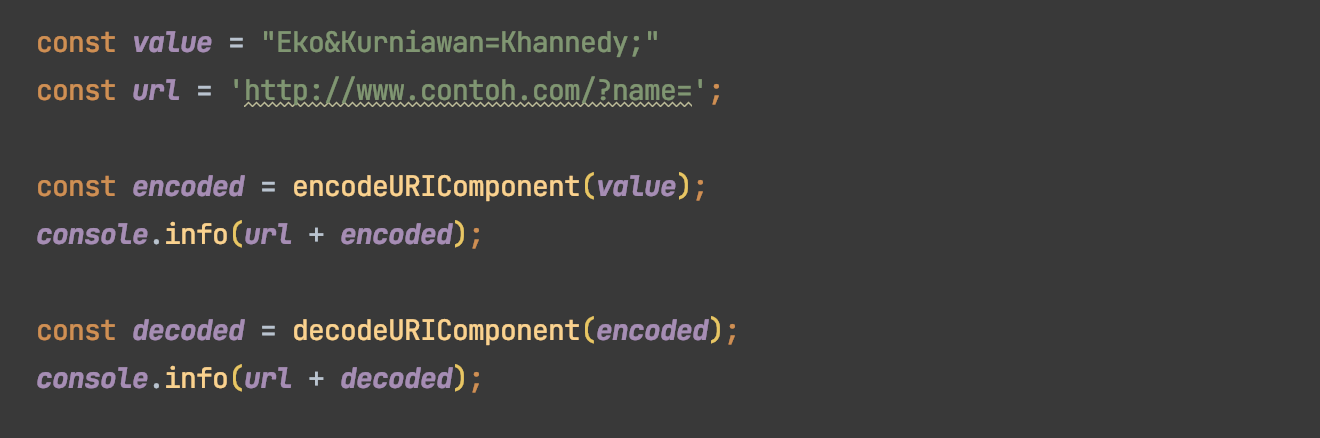 const value = "Eko&Kurniawan=Khannedy;"
const url = 'http://www.contoh.com/?name=';
const encoded = encodeURIComponent(value);
console.info(url + encoded);
const decoded = decodeURIComponent(encoded);
console.info(url + decoded);